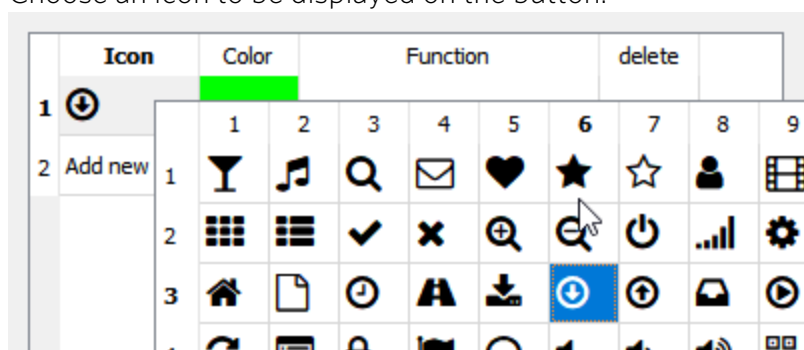 Choose an icon to be displayed on the button.
Icon Color Function delete
1
1 2 3 4 5 6 7 8 9
2 Add new 1
2
3